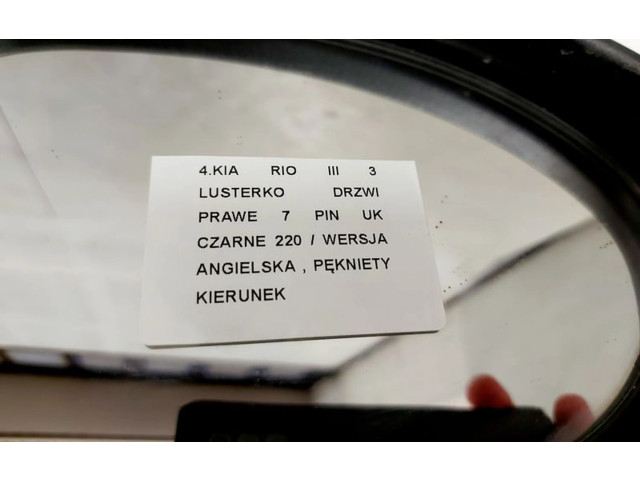 4.KIA RIO III 3
LUSTERKO DRZWI
PRAWE 7 PIN UK
CZARNE 220 / WERSJA
ANGIELSKA , PĘKNIETY
KIERUNEK